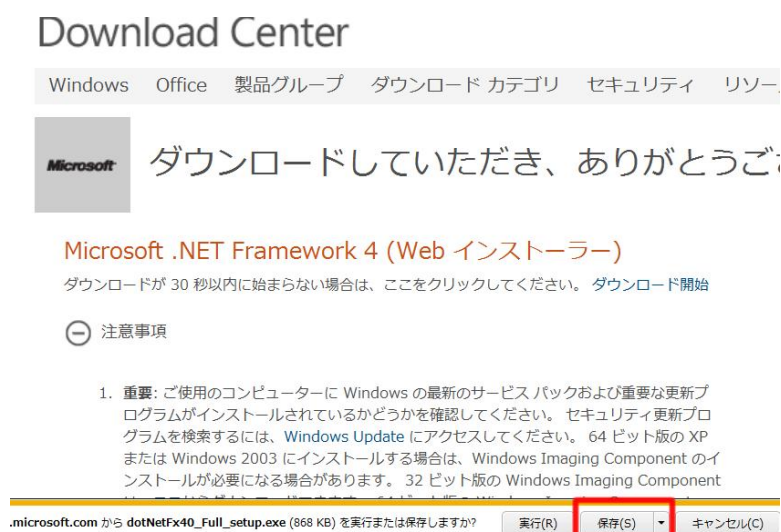 Download Center
Windows Office 製品グループ ダウンロード カテゴリ セキュリティ リソー
Microsoft
ダウンロードしていただき、ありがとうご
Microsoft .NET Framework 4 (Web インストーラー)
ダウンロードが 30 秒以内に始まらない場合は、ここをクリックしてください。 ダウンロード開始
注意事項
1. 重要: ご使用のコンピューターに Windows の最新のサービス パックおよび重要な更新プ
ログラムがインストールされているかどうかを確認してください。 セキュリティ更新プロ
グラムを検索するには、Windows Update にアクセスしてください。 64 ビット版の XP
または Windows 2003 にインストールする場合は、Windows Imaging Component のイ
ンストールが必要になる場合があります。 32 ビット版の Windows Imaging Component
.microsoft.com から dotNetFx40_Full_setup.exe (868 KB) を実行または保存しますか?
実行(R) 保存(S) キャンセル(C)